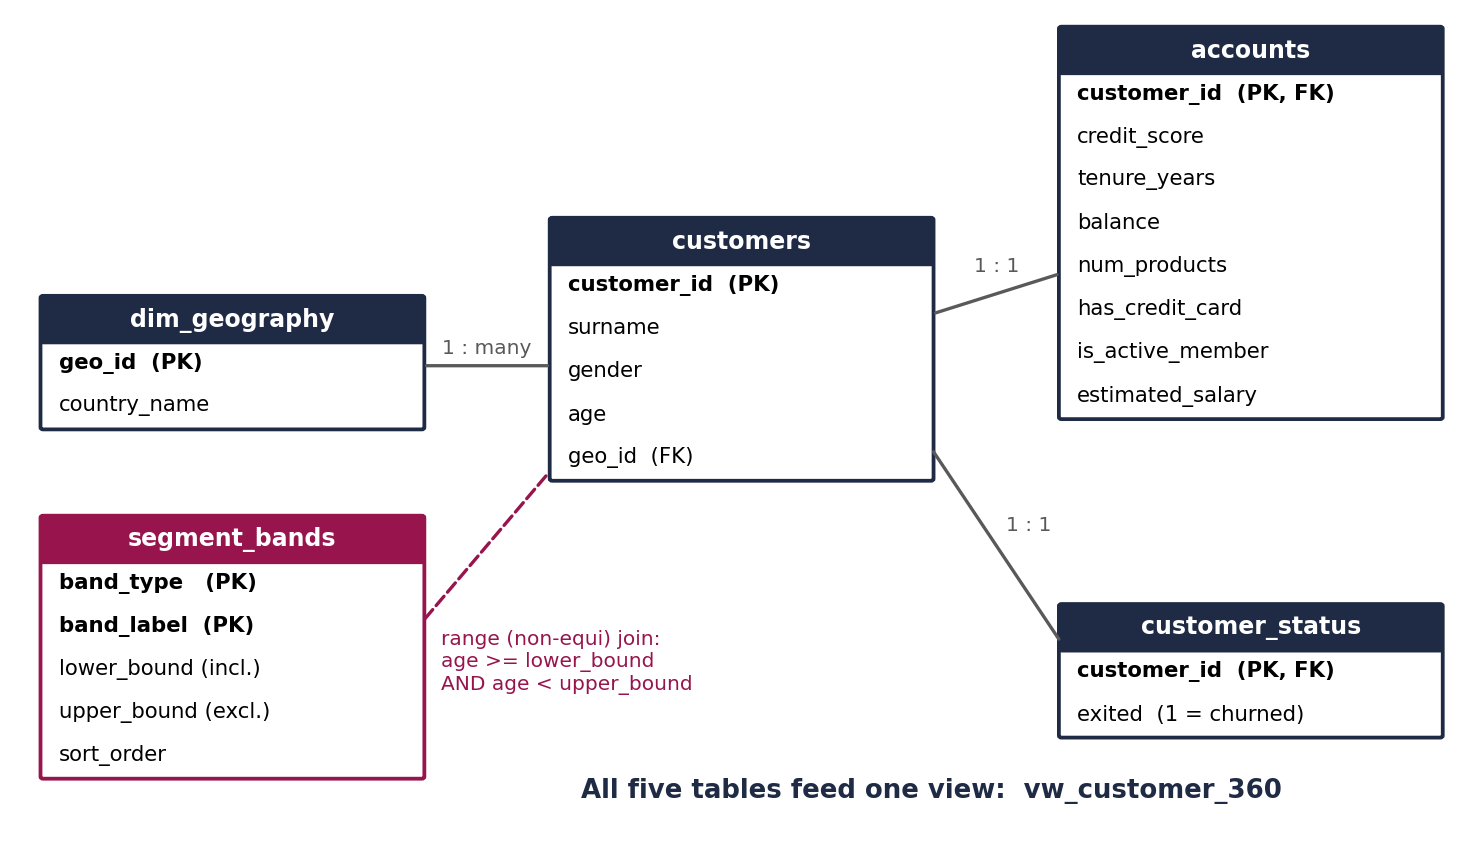 accounts
customer_id  (PK, FK)
credit_score
tenure_years
balance
num_products
has_credit_card
is_active_member
estimated_salary
customers
customer_id  (PK)
surname
gender
age
geo_id  (FK)
1 : 1
dim_geography
geo_id  (PK)
country_name
1 : many
segment_bands
band_type   (PK)
band_label  (PK)
lower_bound (incl.)
upper_bound (excl.)
sort_order
range (non-equi) join:
age >= lower_bound
AND age < upper_bound
1 : 1
customer_status
customer_id  (PK, FK)
exited  (1 = churned)
All five tables feed one view:  vw_customer_360